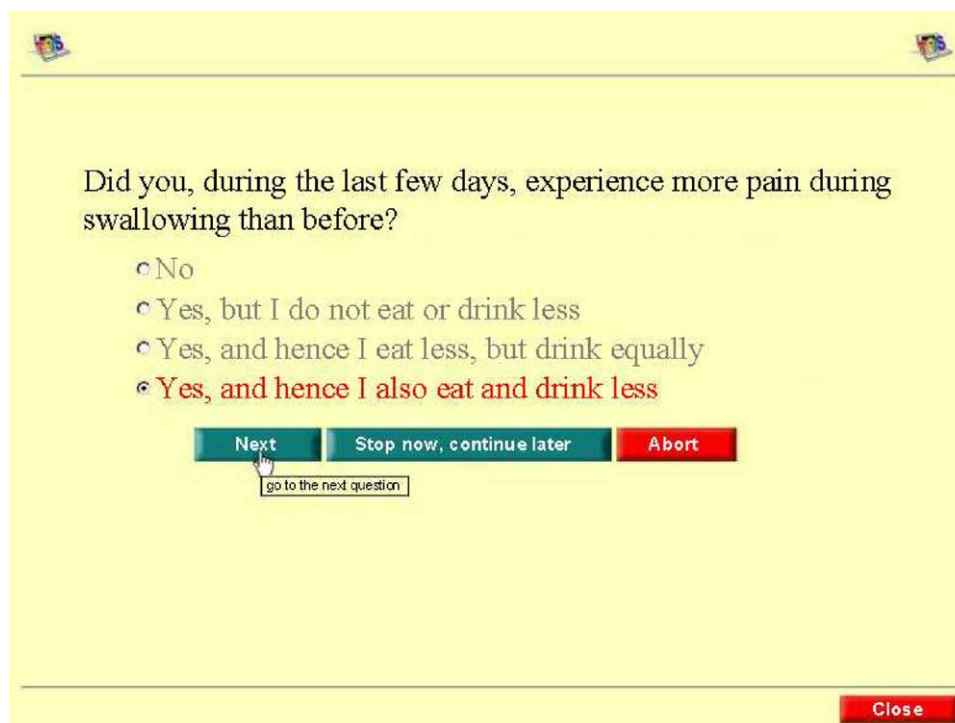 Did you, during the last few days, experience more pain during
swallowing than before?
No
Yes, but I do not eat or drink less
Yes, and hence I eat less, but drink equally
Yes, and hence I also eat and drink less
Next
Stop now, continue later
Abort
go to the next question
Close